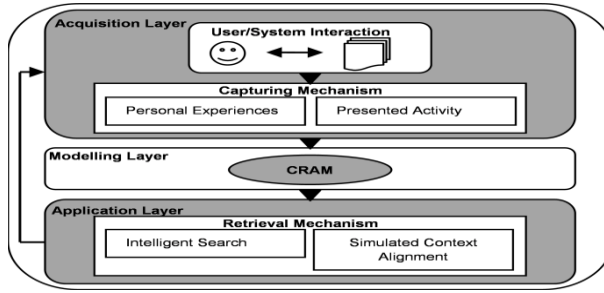 Acquisition Layer
User/System Interaction
Capturing Mechanism
Personal Experiences
Presented Activity
Modelling Layer
CRAM
Application Layer
Retrieval Mechanism
Intelligent Search
Simulated Context
Alignment